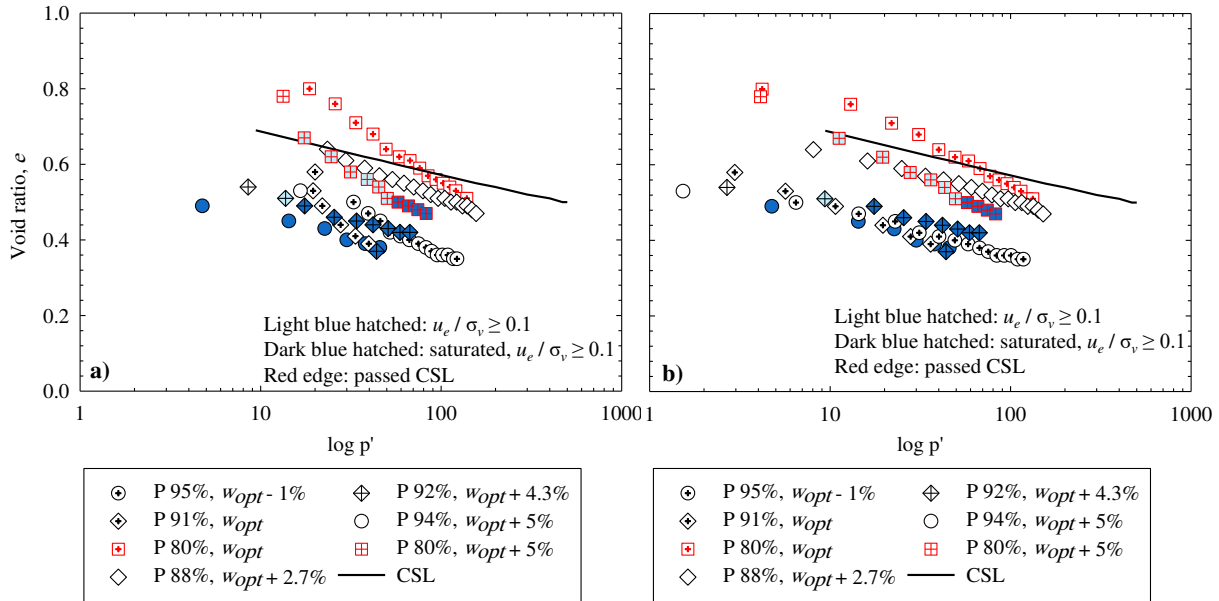 1.0
0.8
0.6
0.4
0.2
0.0
Void ratio, e
Light blue hatched: u_e / σ_v ≥ 0.1
Dark blue hatched: saturated, u_e / σ_v ≥ 0.1
Red edge: passed CSL
a)
1 10 100 1000
log p'
Light blue hatched: u_e / σ_v ≥ 0.1
Dark blue hatched: saturated, u_e / σ_v ≥ 0.1
Red edge: passed CSL
b)
1 10 100 1000
log p'
P 95%, w_opt - 1% P 92%, w_opt + 4.3%
P 91%, w_opt P 94%, w_opt + 5%
P 80%, w_opt P 80%, w_opt + 5%
P 88%, w_opt + 2.7% CSL
P 95%, w_opt - 1% P 92%, w_opt + 4.3%
P 91%, w_opt P 94%, w_opt + 5%
P 80%, w_opt P 80%, w_opt + 5%
P 88%, w_opt + 2.7% CSL